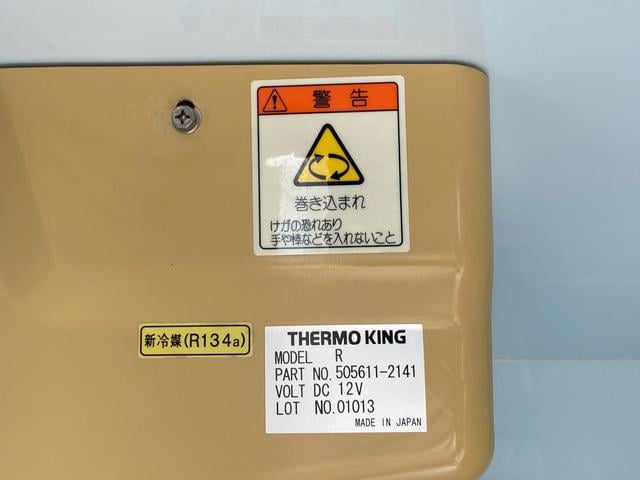 警告
巻き込まれ
けがの恐れあり
手や棒などを入れないこと
新冷媒(R134a)
THERMO KING
MODEL R
PART NO. 505611-2141
VOLT DC 12V
LOT NO. 01013
MADE IN JAPAN